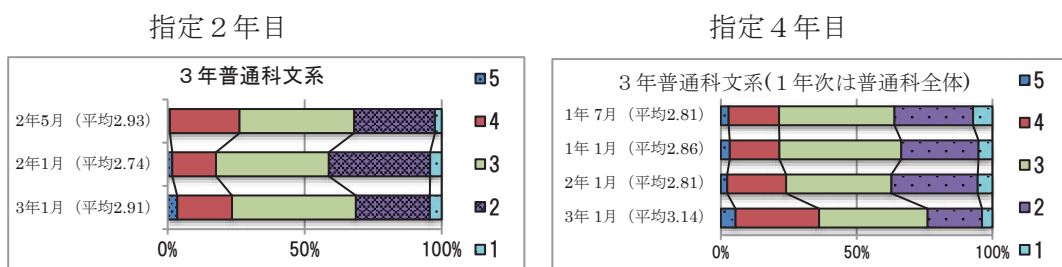 指定２年目
３年普通科文系
2年5月（平均2.93）
2年1月（平均2.74）
3年1月（平均2.91）
0%
50%
100%
5
4
3
2
1
指定４年目
３年普通科文系(１年次は普通科全体)
1年 7月（平均2.81）
1年 1月（平均2.86）
2年 1月（平均2.81）
3年 1月（平均3.14）
0%
50%
100%
5
4
3
2
1